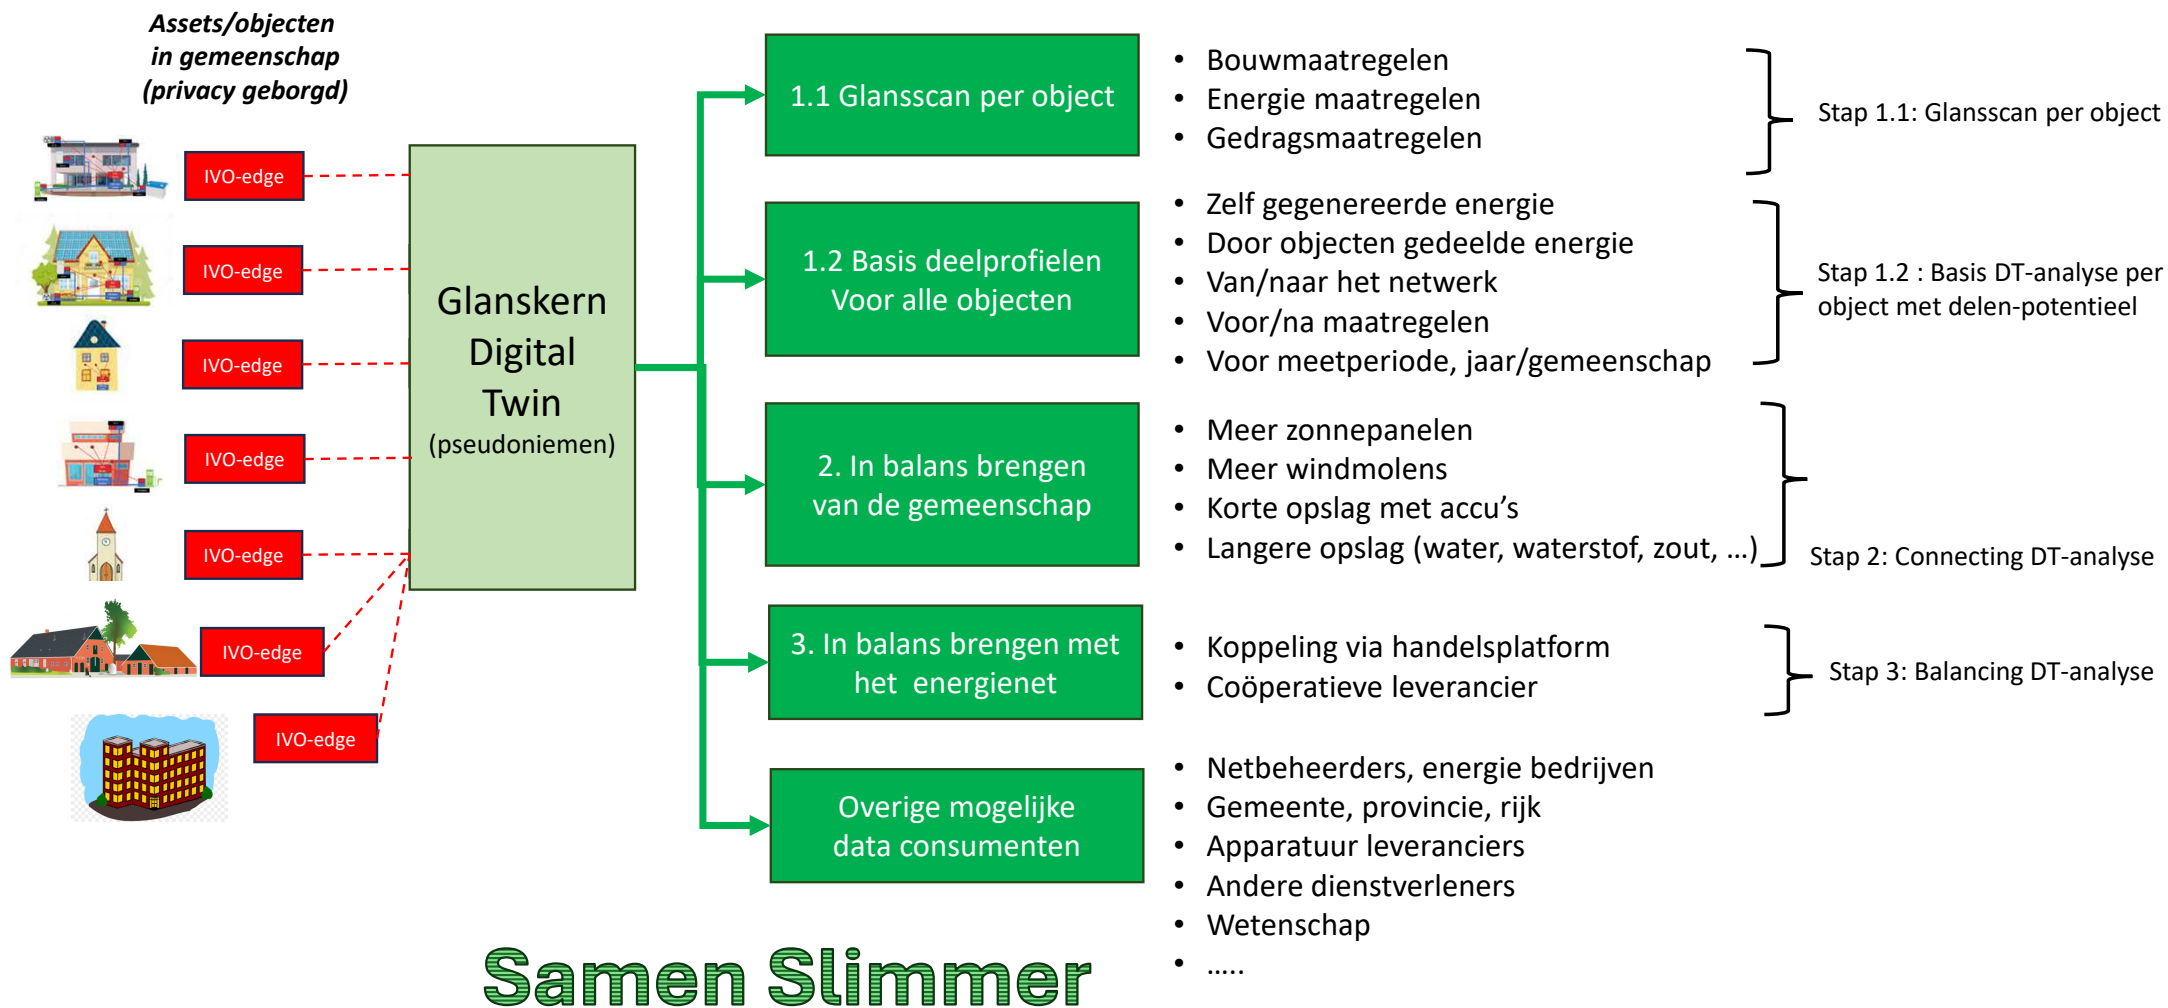 Assets/objecten
in gemeenschap
(privacy geborgd)
IVO-edge
IVO-edge
IVO-edge
IVO-edge
IVO-edge
IVO-edge
IVO-edge
Glanskern
Digital
Twin
(pseudoniemen)
1.1 Glansscan per object
• Bouwmaatregelen
• Energie maatregelen
• Gedragsmaatregelen
Stap 1.1: Glansscan per object
1.2 Basis deelprofielen
Voor alle objecten
• Zelf gegenereerde energie
• Door objecten gedeelde energie
• Van/naar het netwerk
• Voor/na maatregelen
• Voor meetperiode, jaar/gemeenschap
Stap 1.2 : Basis DT-analyse per
object met delen-potentieel
2. In balans brengen
van de gemeenschap
• Meer zonnepanelen
• Meer windmolens
• Korte opslag met accu’s
• Langere opslag (water, waterstof, zout, …)
Stap 2: Connecting DT-analyse
3. In balans brengen met
het  energienet
• Koppeling via handelsplatform
• Coöperatieve leverancier
Stap 3: Balancing DT-analyse
Overige mogelijke
data consumenten
• Netbeheerders, energie bedrijven
• Gemeente, provincie, rijk
• Apparatuur leveranciers
• Andere dienstverleners
• Wetenschap
• …..
Samen Slimmer